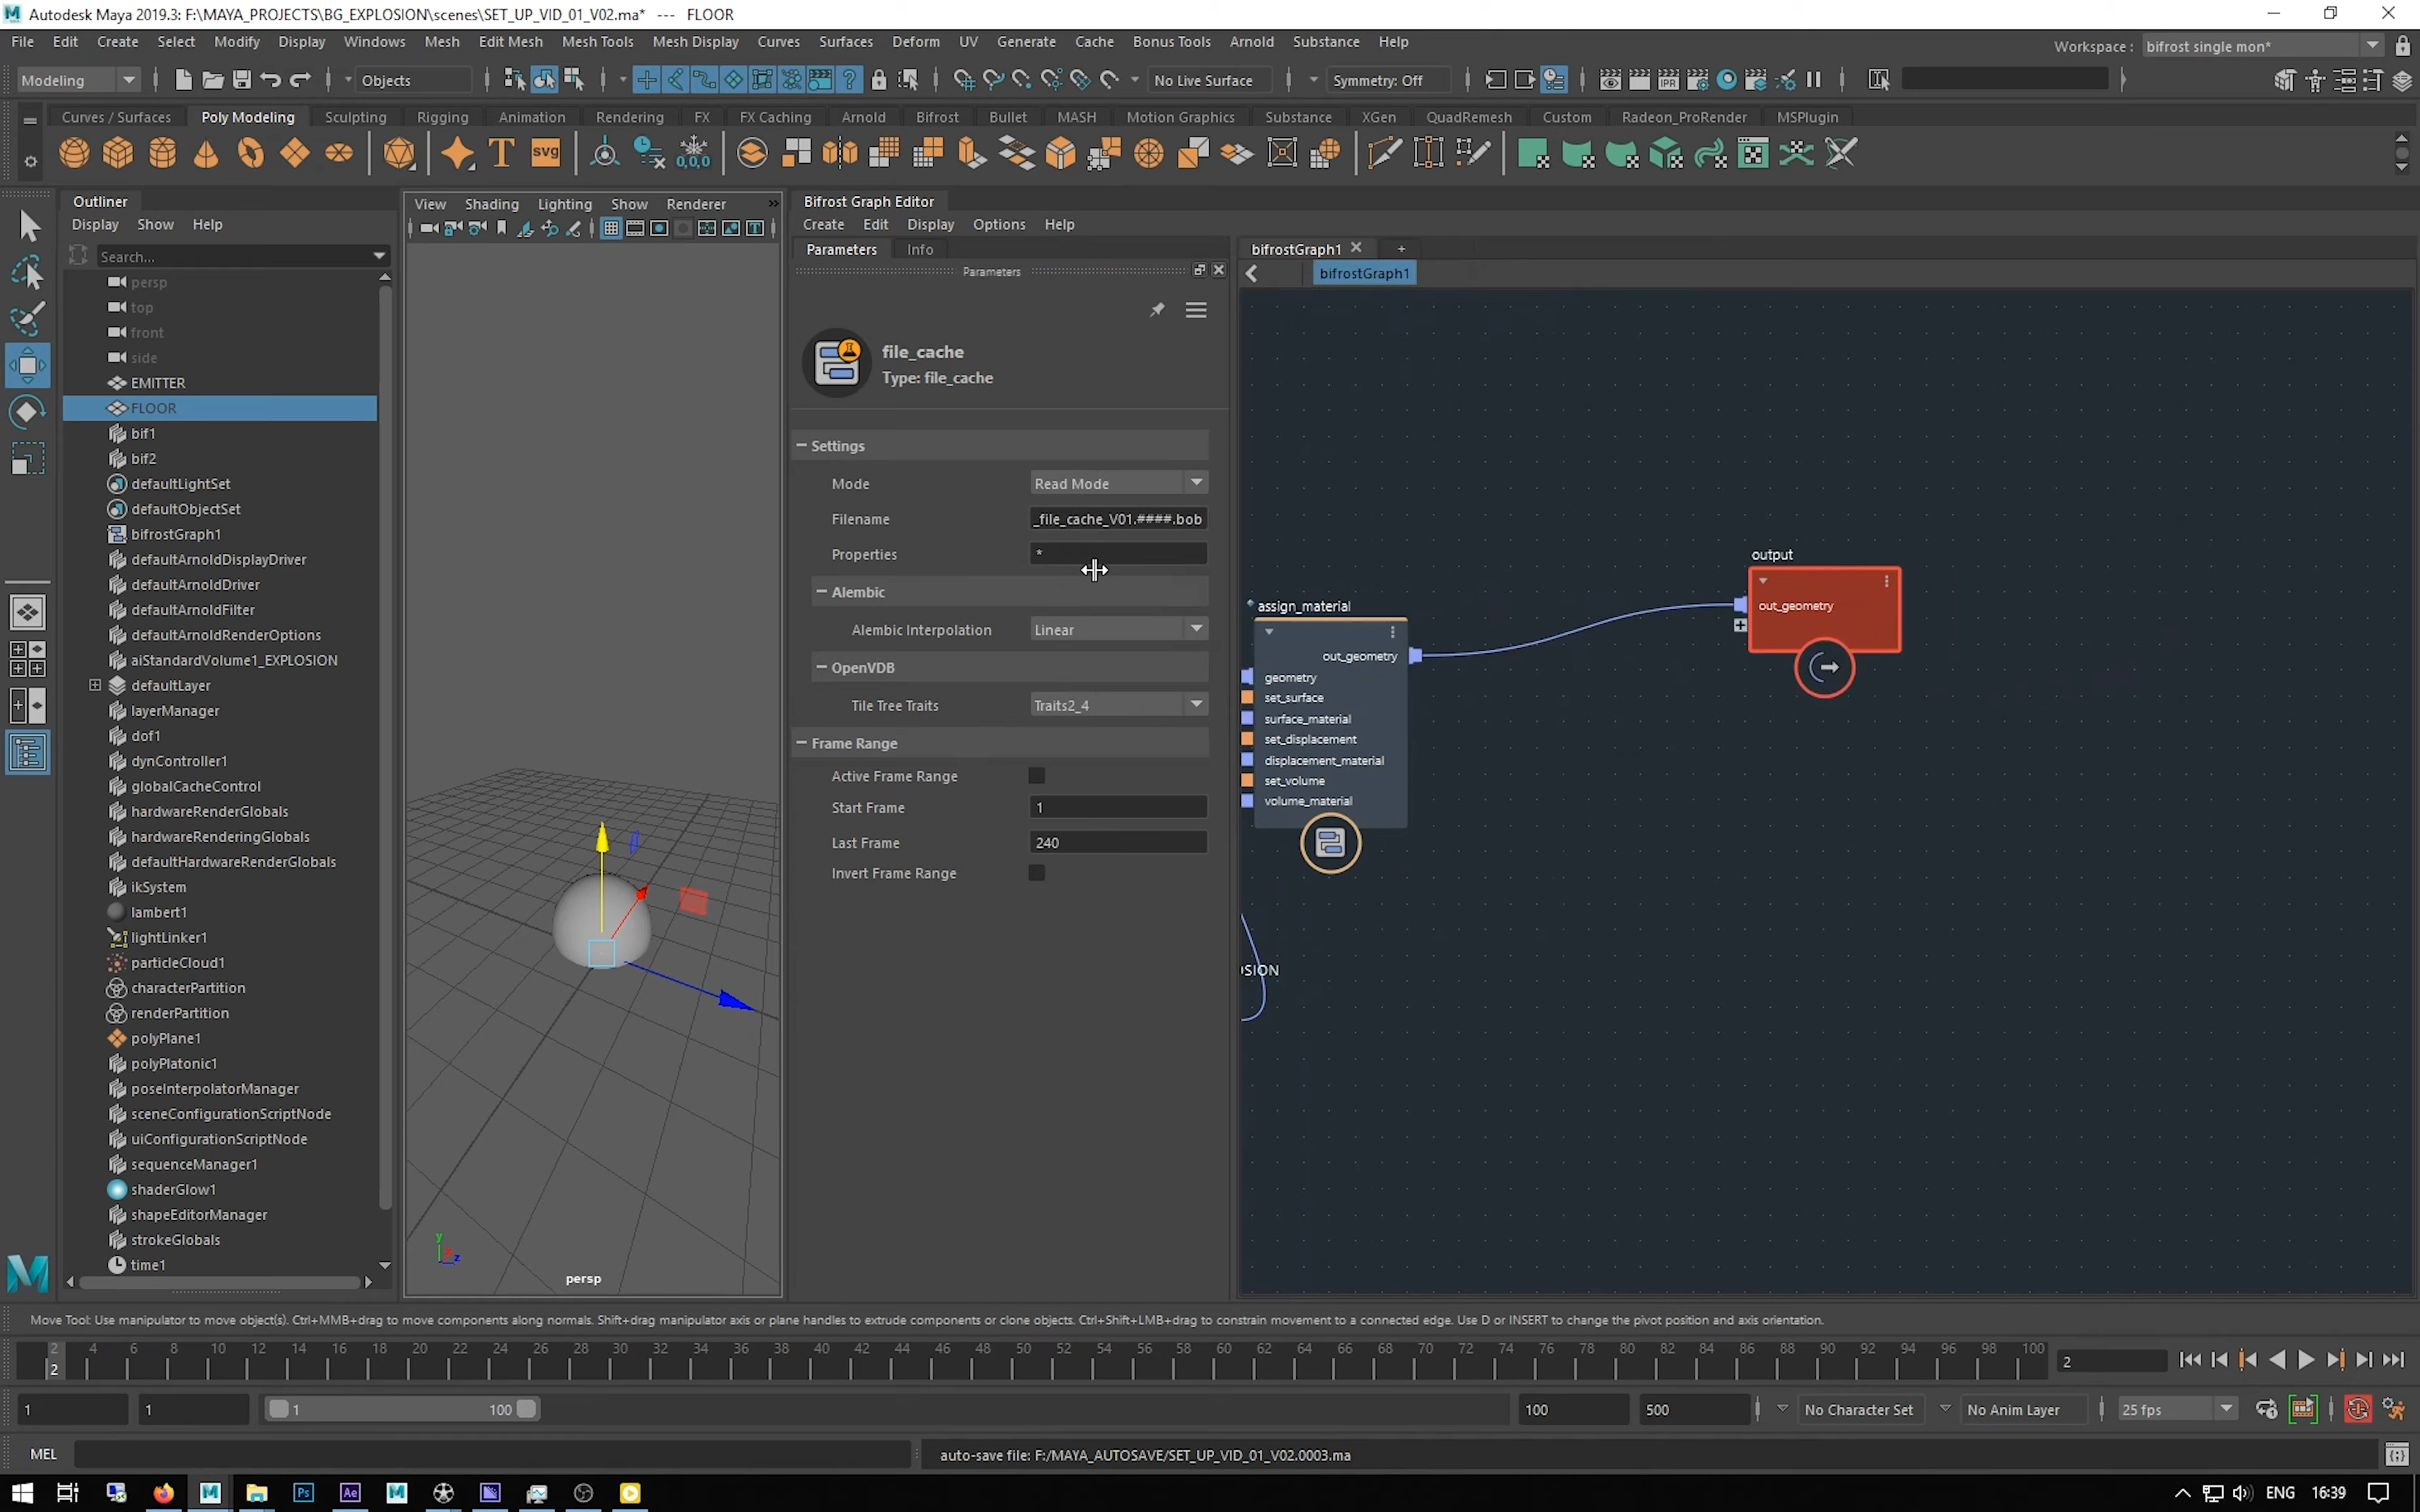 Autodesk Maya 2019.3: F:\MAYA_PROJECTS\BG_EXPLOSION\scenes\SET_UP_VID_01_V02.ma* --- FLOOR
File Edit Create Select Modify Display Windows Mesh Edit Mesh Mesh Tools Mesh Display Curves Surfaces Deform UV Generate Cache Bonus Tools Arnold Substance Help
Workspace : bifrost single mon*
Modeling Objects No Live Surface Symmetry: Off
Curves / Surfaces Poly Modeling Sculpting Rigging Animation Rendering FX FX Caching Arnold Bifrost Bullet MASH Motion Graphics Substance XGen QuadRemesh Custom Radeon_ProRender MSPlugin
Outliner
Display Show Help
Search...
persp
top
front
side
EMITTER
FLOOR
bif1
bif2
defaultLightSet
defaultObjectSet
bifrostGraph1
defaultArnoldDisplayDriver
defaultArnoldDriver
defaultArnoldFilter
defaultArnoldRenderOptions
aiStandardVolume1_EXPLOSION
defaultLayer
layerManager
dof1
dynController1
globalCacheControl
hardwareRenderGlobals
hardwareRenderingGlobals
defaultHardwareRenderGlobals
ikSystem
lambert1
lightLinker1
particleCloud1
characterPartition
renderPartition
polyPlane1
polyPlatonic1
poseInterpolatorManager
sceneConfigurationScriptNode
uiConfigurationScriptNode
sequenceManager1
shaderGlow1
shapeEditorManager
strokeGlobals
time1
View Shading Lighting Show Renderer »
y
z
persp
Bifrost Graph Editor
Create Edit Display Options Help
Parameters Info
Parameters
file_cache
Type: file_cache
Settings
Mode Read Mode
Filename _file_cache_V01.####.bob
Properties *
Alembic
Alembic Interpolation Linear
OpenVDB
Tile Tree Traits Traits2_4
Frame Range
Active Frame Range
Start Frame 1
Last Frame 240
Invert Frame Range
bifrostGraph1
bifrostGraph1
assign_material
out_geometry
geometry
set_surface
surface_material
set_displacement
displacement_material
set_volume
volume_material
output
out_geometry
Move Tool: Use manipulator to move object(s). Ctrl+MMB+drag to move components along normals. Shift+drag manipulator axis or plane handles to extrude components or clone objects. Ctrl+Shift+LMB+drag to constrain movement to a connected edge. Use D or INSERT to change the pivot position and axis orientation.
2 4 6 8 10 12 14 16 18 20 22 24 26 28 30 32 34 36 38 40 42 44 46 48 50 52 54 56 58 60 62 64 66 68 70 72 74 76 78 80 82 84 86 88 90 92 94 96 98 100
2
2
1 1 1 100 100 500 No Character Set No Anim Layer 25 fps
MEL auto-save file: F:/MAYA_AUTOSAVE/SET_UP_VID_01_V02.0003.ma
Ps Ae ENG 16:39